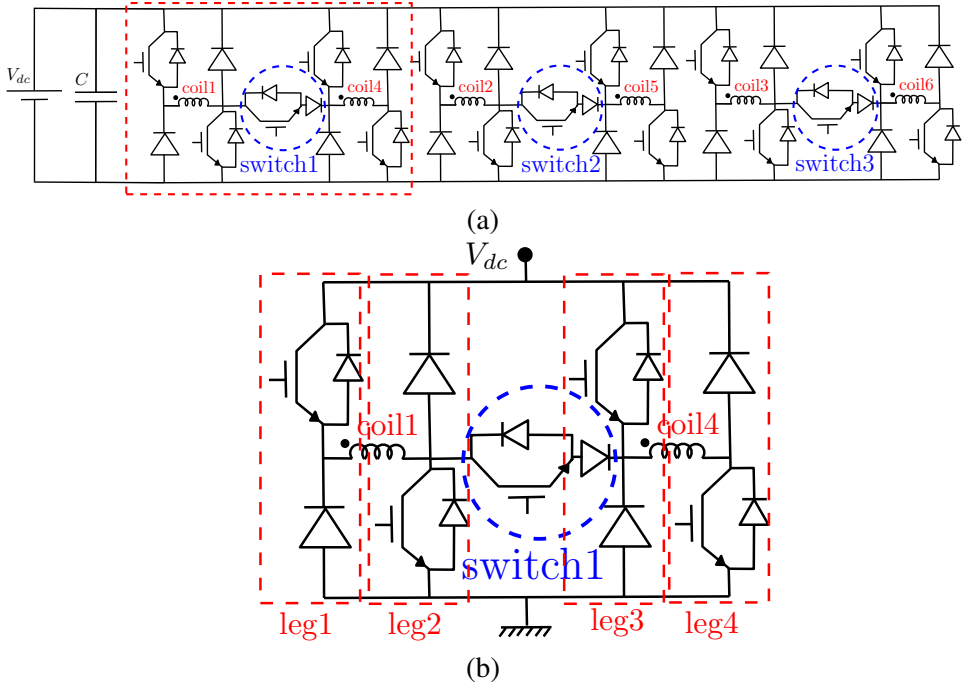 V_dc
C
coil1
coil4
coil2
coil5
coil3
coil6
switch1
switch2
switch3
(a)
V_dc
coil1
coil4
switch1
leg1
leg2
leg3
leg4
(b)